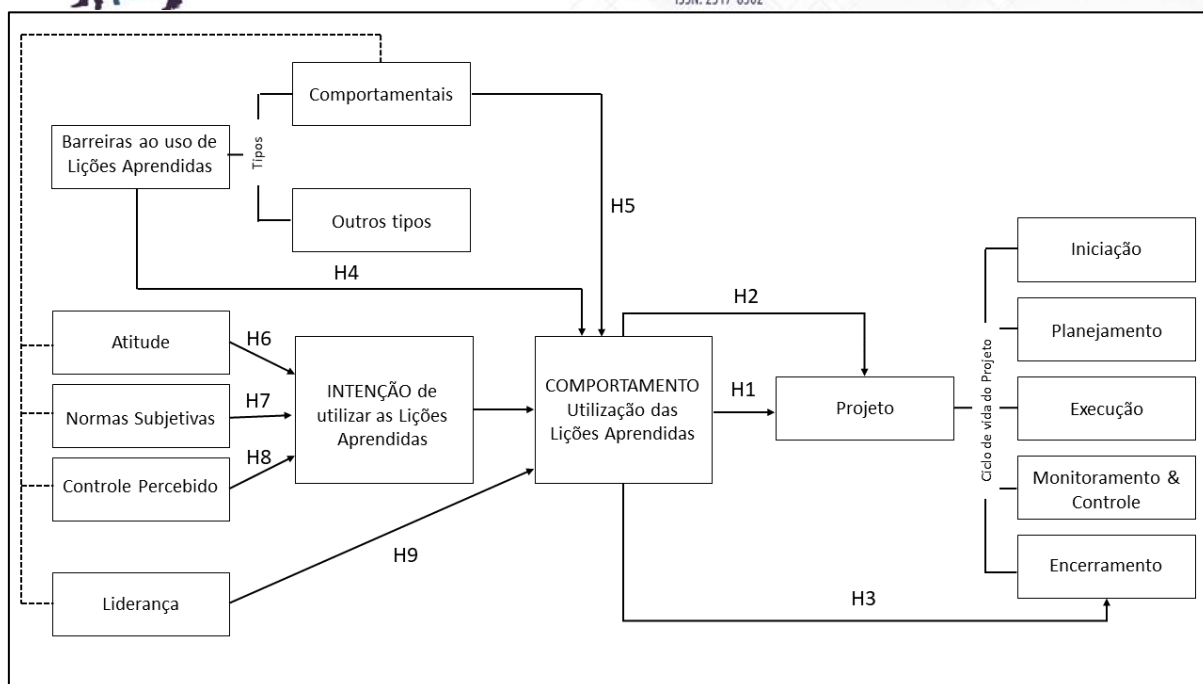 Comportamentais
Barreiras ao uso de
Lições Aprendidas
Tipos
Outros tipos
H5
H4
H2
Iniciação
Atitude
H6
INTENÇÃO de
utilizar as Lições
Aprendidas
COMPORTAMENTO
Utilização das
Lições Aprendidas
H1
Projeto
Ciclo de vida do Projeto
Planejamento
Normas Subjetivas
H7
Execução
Controle Percebido
H8
Monitoramento &
Controle
H9
Liderança
H3
Encerramento